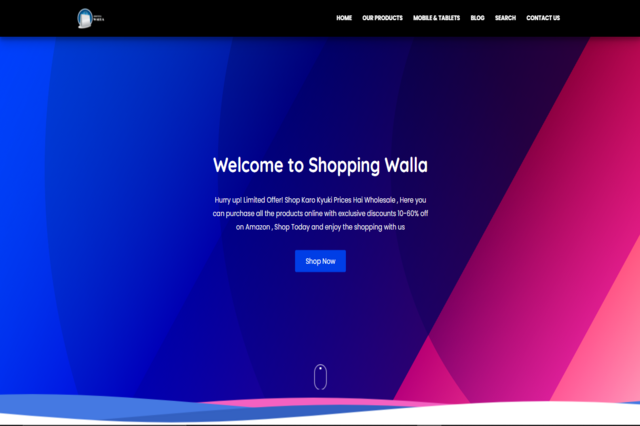 HOME OUR PRODUCTS MOBILE & TABLETS BLOG SEARCH CONTACT US
Welcome to Shopping Walla
Hurry up! Limited Offer! Shop Karo Kyuki Prices Hai Wholesale , Here you
can purchase all the products online with exclusive discounts 10-60% off
on Amazon , Shop Today and enjoy the shopping with us
Shop Now